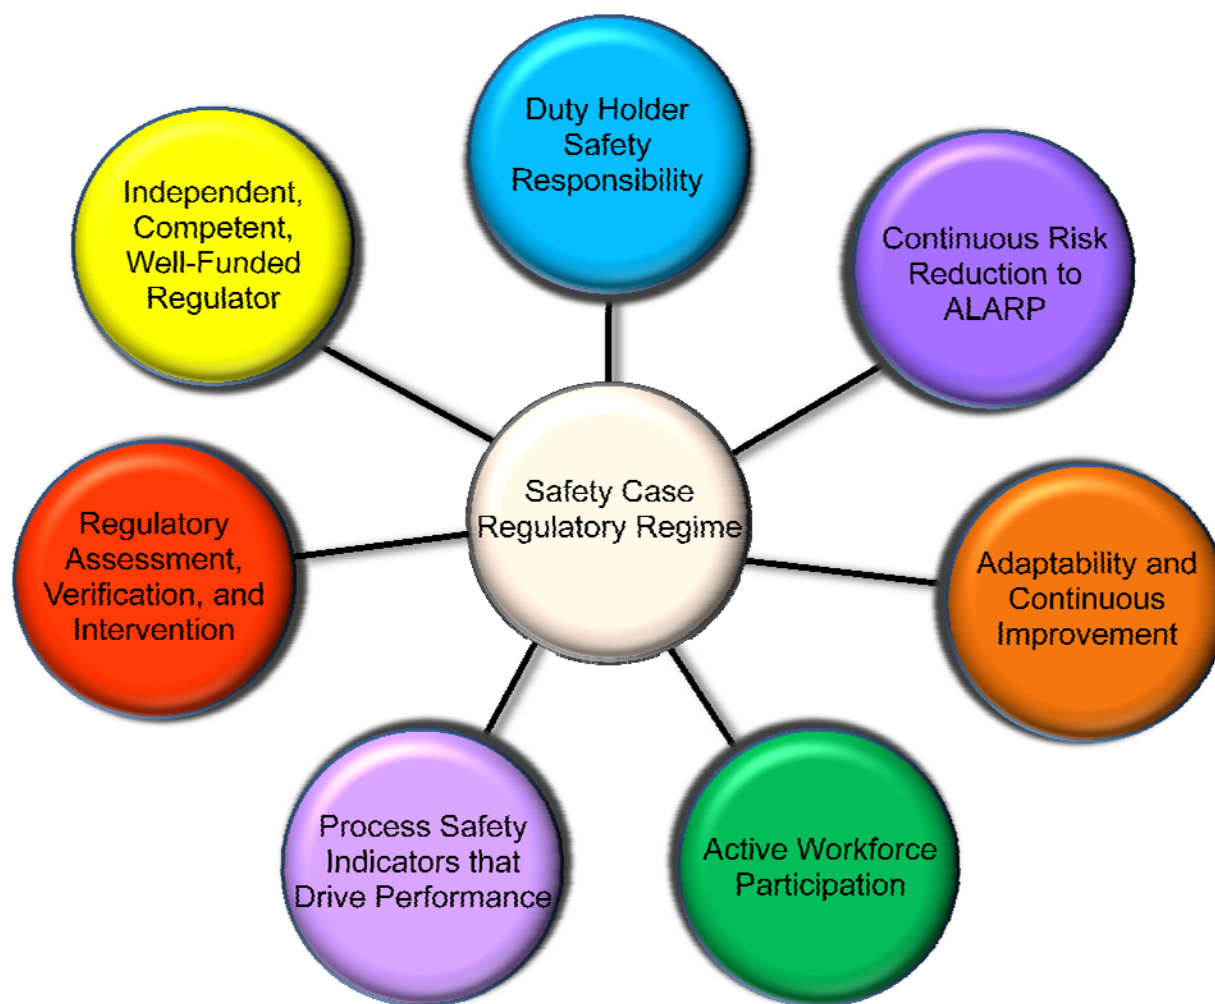 Duty Holder
Safety
Responsibility
Continuous Risk
Reduction to
ALARP
Adaptability and
Continuous
Improvement
Active Workforce
Participation
Process Safety
Indicators that
Drive Performance
Regulatory
Assessment,
Verification, and
Intervention
Independent,
Competent,
Well-Funded
Regulator
Safety Case
Regulatory Regime